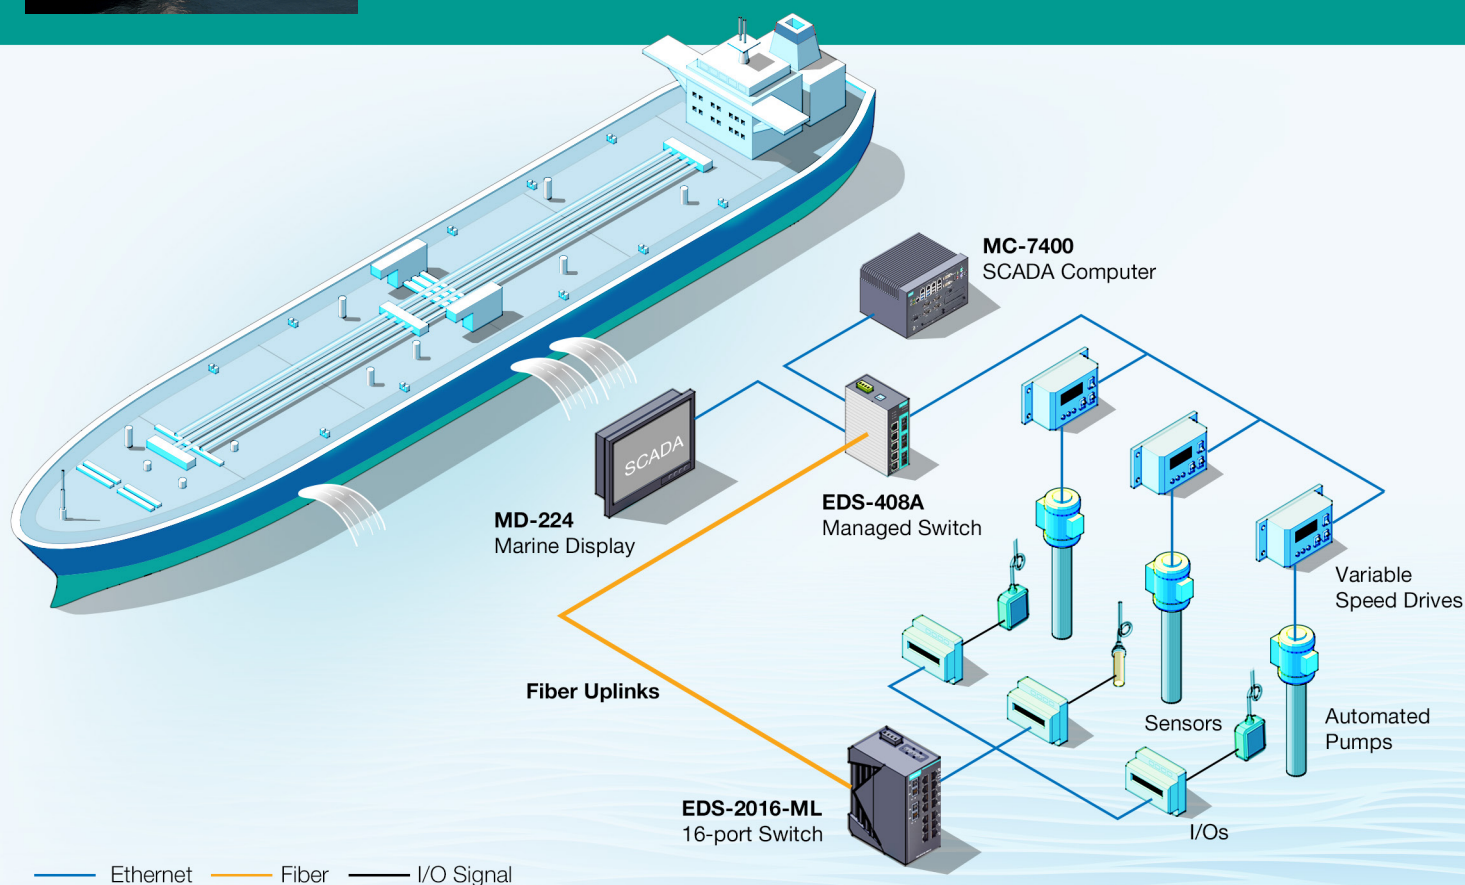 MC-7400
SCADA Computer
SCADA
MD-224
Marine Display
EDS-408A
Managed Switch
Variable
Speed Drives
Fiber Uplinks
Sensors
Automated
Pumps
EDS-2016-ML
16-port Switch
I/Os
Ethernet
Fiber
I/O Signal